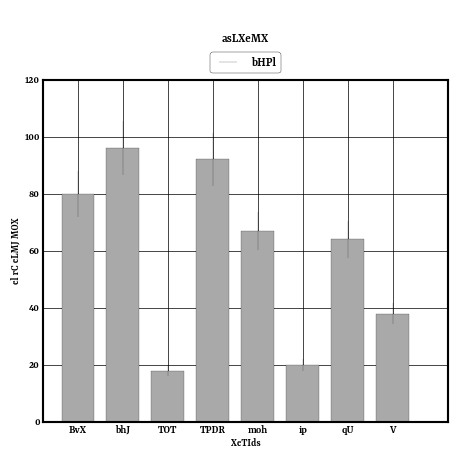 asLXeMX
bHPl
120
100
80
60
40
20
0
cl rC cLMJ MOX
BvX bhJ TOT TPDR moh ip qU V
XcTIds